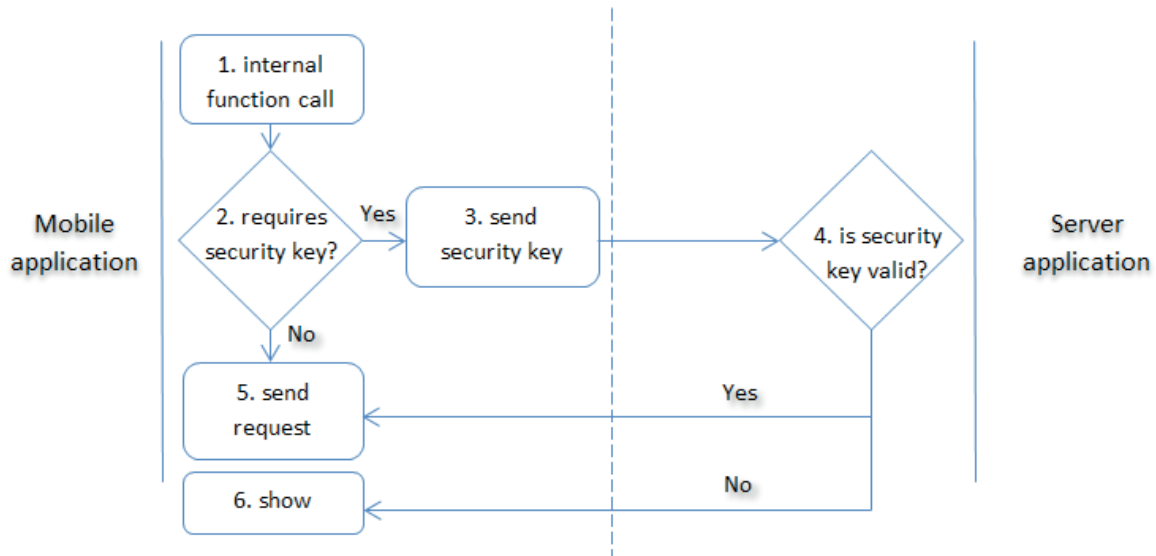 1. internal
function call
Mobile
application
2. requires
security key?
Yes
3. send
security key
4. is security
key valid?
Server
application
No
5. send
request
Yes
6. show
No